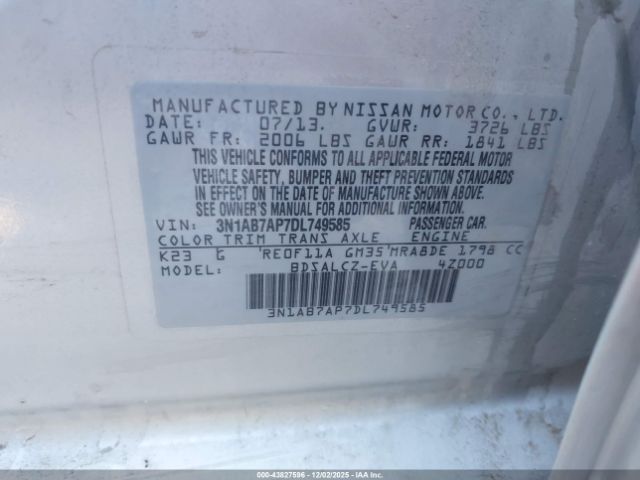 MANUFACTURED BY NISSAN MOTOR CO., LTD.
DATE: 07/13. GVWR: 3726 LBS
GAWR FR: 2006 LBS GAWR RR: 1841 LBS
THIS VEHICLE CONFORMS TO ALL APPLICABLE FEDERAL MOTOR
VEHICLE SAFETY, BUMPER AND THEFT PREVENTION STANDARDS
IN EFFECT ON THE DATE OF MANUFACTURE SHOWN ABOVE.
SEE OWNER'S MANUAL FOR ADDITIONAL INFORMATION.
VIN: 3N1AB7AP7DL749585 PASSENGER CAR.
COLOR TRIM TRANS AXLE ENGINE
K23 G RE0F11A GM35 MRA8DE 1798 CC
MODEL: BDSALCZ-EVA 4Z000
3N1AB7AP7DL749585
000-43827596 | 12/02/2025 | IAAI.COM